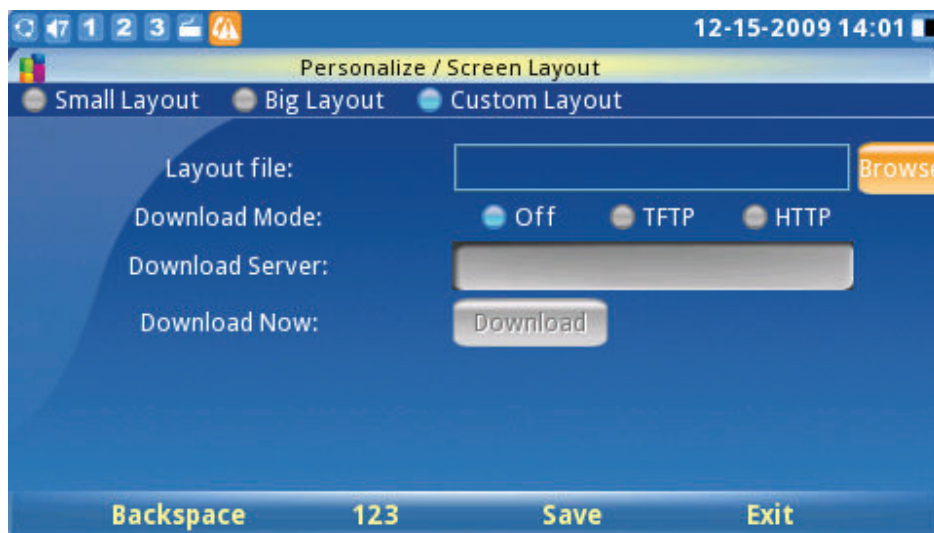 47 1 2 3 12-15-2009 14:01
Personalize / Screen Layout
Small Layout Big Layout Custom Layout
Layout file: Browse
Download Mode: Off TFTP HTTP
Download Server:
Download Now: Download
Backspace 123 Save Exit